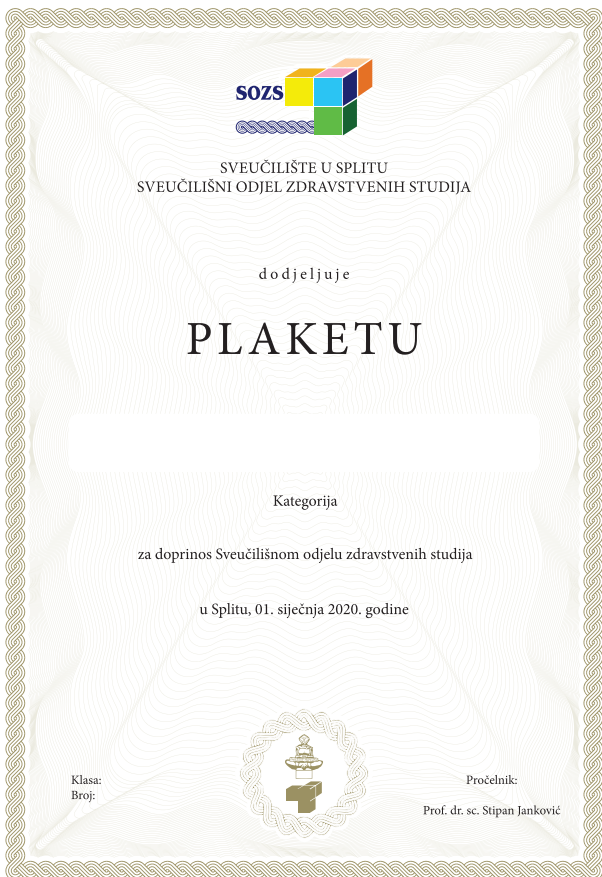 sozs
SVEUČILIŠTE U SPLITU
SVEUČILIŠNI ODJEL ZDRAVSTVENIH STUDIJA
dodjeljuje
PLAKETU
Kategorija
za doprinos Sveučilišnom odjelu zdravstvenih studija
u Splitu, 01. siječnja 2020. godine
Klasa:
Broj:
Pročelnik:
Prof. dr. sc. Stipan Janković